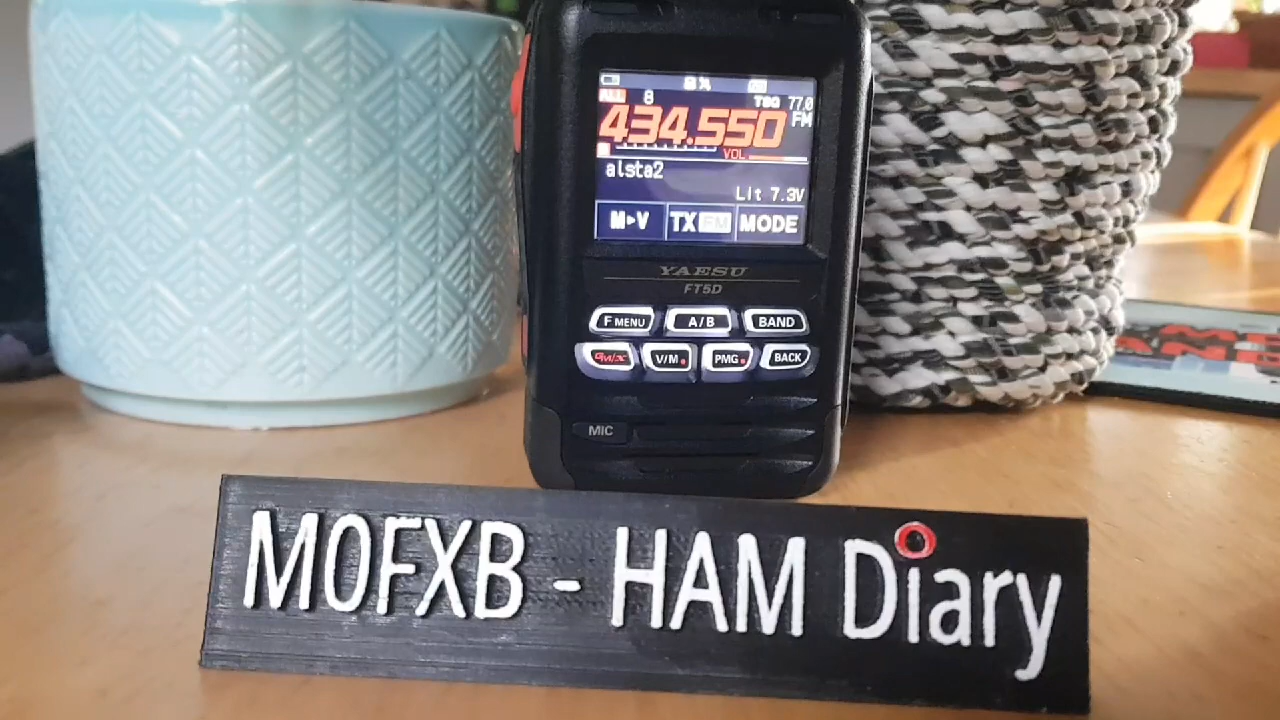 ALL 8 TSQ 77.0
434.550 FM
VOL
alsta2
Lit 7.3V
M▸V TX FM MODE
YAESU
FT5D
F MENU A/B BAND
GM/X V/M PMG BACK
MIC
M0FXB - HAM Diary